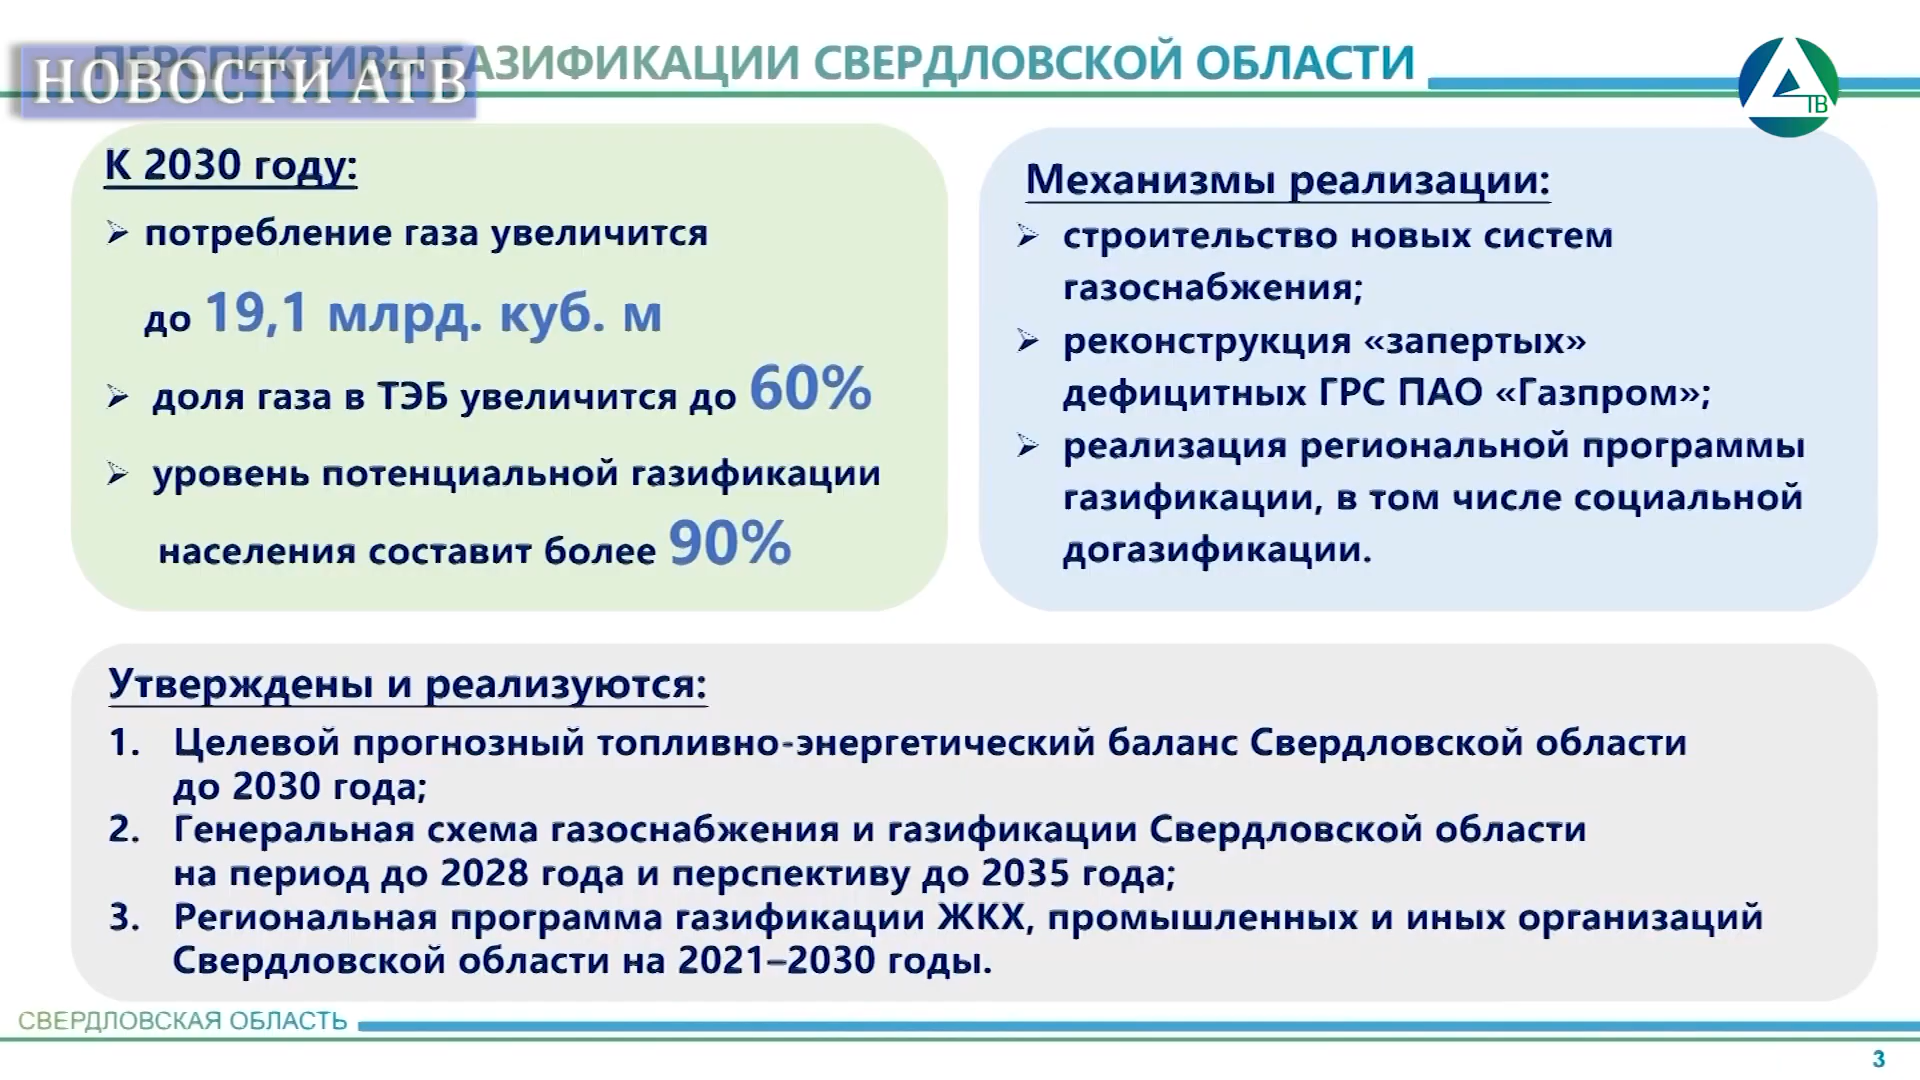 ПЕРСПЕКТИВЫ ГАЗИФИКАЦИИ СВЕРДЛОВСКОЙ ОБЛАСТИ
НОВОСТИ АТВ
ТВ
К 2030 году:
потребление газа увеличится
до 19,1 млрд. куб. м
доля газа в ТЭБ увеличится до 60%
уровень потенциальной газификации
населения составит более 90%
Механизмы реализации:
строительство новых систем
газоснабжения;
реконструкция «запертых»
дефицитных ГРС ПАО «Газпром»;
реализация региональной программы
газификации, в том числе социальной
догазификации.
Утверждены и реализуются:
1. Целевой прогнозный топливно-энергетический баланс Свердловской области
до 2030 года;
2. Генеральная схема газоснабжения и газификации Свердловской области
на период до 2028 года и перспективу до 2035 года;
3. Региональная программа газификации ЖКХ, промышленных и иных организаций
Свердловской области на 2021–2030 годы.
СВЕРДЛОВСКАЯ ОБЛАСТЬ
3